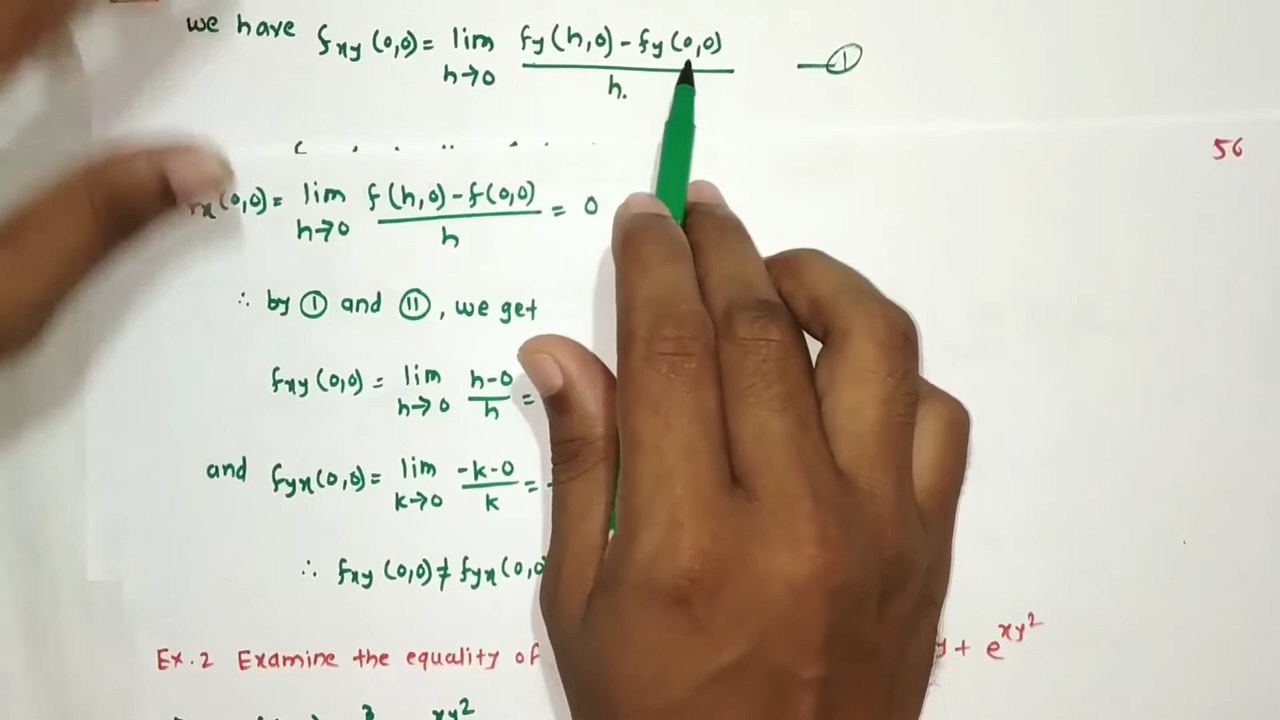 we have fxy (0,0) = lim h→0 fy(h,0) - fy(0,0) / h. — ①
56
fx(0,0) = lim h→0 f(h,0) - f(0,0) / h = 0
∴ by ① and ⑪, we get
fxy (0,0) = lim h→0 h-0 / h =
and fyx(0,0) = lim k→0 -k-0 / k =
∴ fxy (0,0) ≠ fyx(0,0)
Ex.2 Examine the equality of y + e^xy²